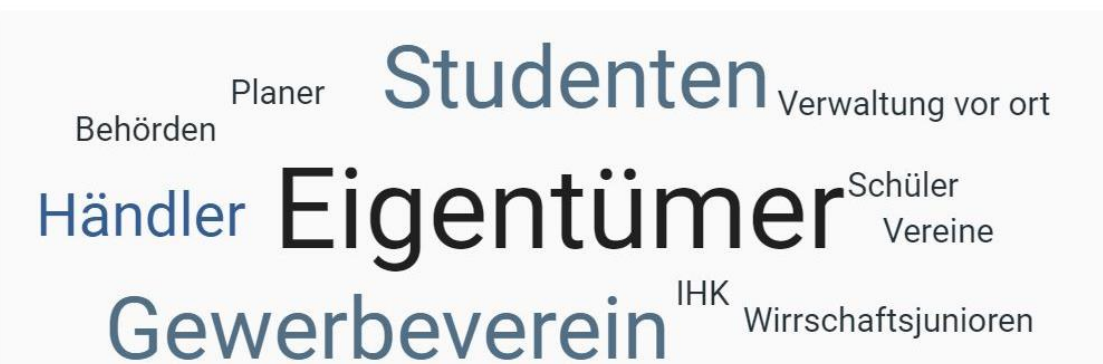 Studenten
Planer
Verwaltung vor ort
Behörden
Eigentümer
Schüler
Händler
Vereine
IHK
Gewerbeverein
Wirrschaftsjunioren